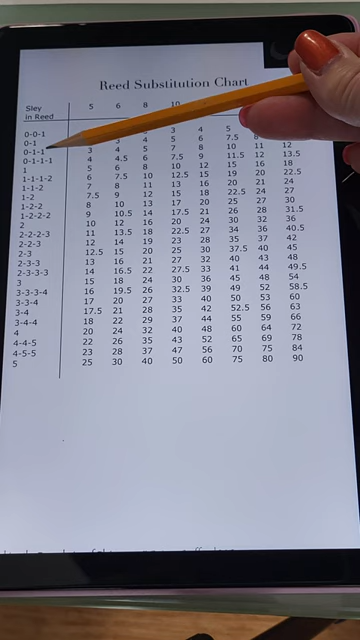 Reed Substitution Chart
Sley 5 6 8 10
in Reed
0-0-1 3 4 5
0-1 3 4 5 6 7.5 8
0-1-1 3 4 5 7 8 10 11 12
0-1-1-1 4 4.5 6 7.5 9 11.5 12 13.5
1 5 6 8 10 12 15 16 18
1-1-1-2 6 7.5 10 12.5 15 19 20 22.5
1-1-2 7 8 11 13 16 20 21 24
1-2 7.5 9 12 15 18 22.5 24 27
1-2-2 8 10 13 17 20 25 27 30
1-2-2-2 9 10.5 14 17.5 21 26 28 31.5
2 10 12 16 20 24 30 32 36
2-2-2-3 11 13.5 18 22.5 27 34 36 40.5
2-2-3 12 14 19 23 28 35 37 42
2-3 12.5 15 20 25 30 37.5 40 45
2-3-3 13 16 21 27 32 40 43 48
2-3-3-3 14 16.5 22 27.5 33 41 44 49.5
3 15 18 24 30 36 45 48 54
3-3-3-4 16 19.5 26 32.5 39 49 52 58.5
3-3-4 17 20 27 33 40 50 53 60
3-4 17.5 21 28 35 42 52.5 56 63
3-4-4 18 22 29 37 44 55 59 66
4 20 24 32 40 48 60 64 72
4-4-5 22 26 35 43 52 65 69 78
4-5-5 23 28 37 47 56 70 75 84
5 25 30 40 50 60 75 80 90